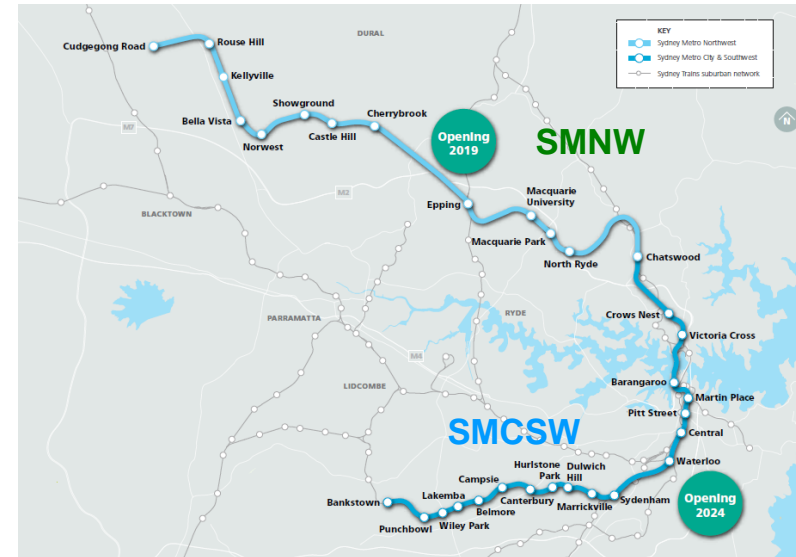 KEY
Sydney Metro Northwest
Sydney Metro City & Southwest
Sydney Trains suburban network
N
DURAL
Cudgegong Road
Rouse Hill
Kellyville
Bella Vista
Norwest
Showground
Castle Hill
Cherrybrook
Opening
2019
SMNW
M7
M2
BLACKTOWN
Epping
Macquarie
University
Macquarie Park
North Ryde
Chatswood
Crows Nest
Victoria Cross
RYDE
PARRAMATTA
M4
LIDCOMBE
Barangaroo
Martin Place
Pitt Street
Central
Waterloo
SMCSW
Bankstown
Punchbowl
Lakemba
Wiley Park
Campsie
Belmore
Canterbury
Hurlstone
Park
Dulwich
Hill
Marrickville
Sydenham
Opening
2024